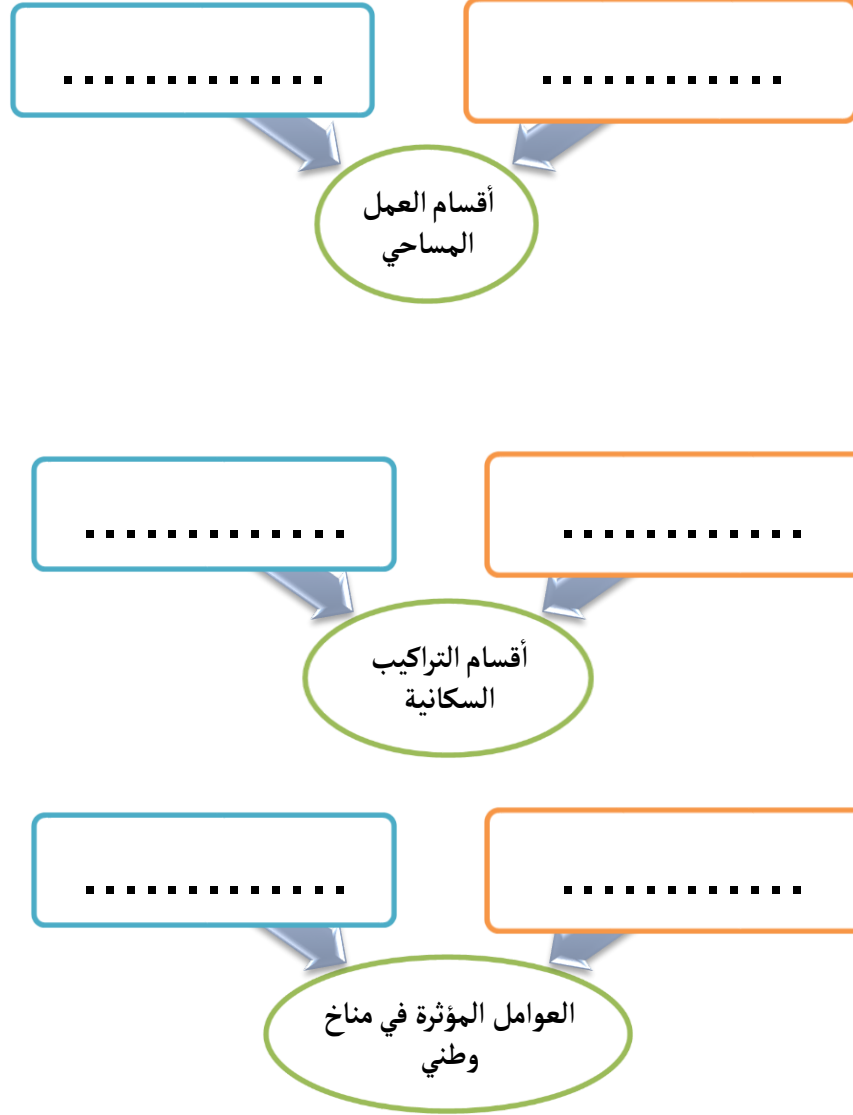 ............ .............
أقسام العمل
المساحي
............ .............
أقسام التراكيب
السكانية
............ .............
العوامل المؤثرة في مناخ
وطني